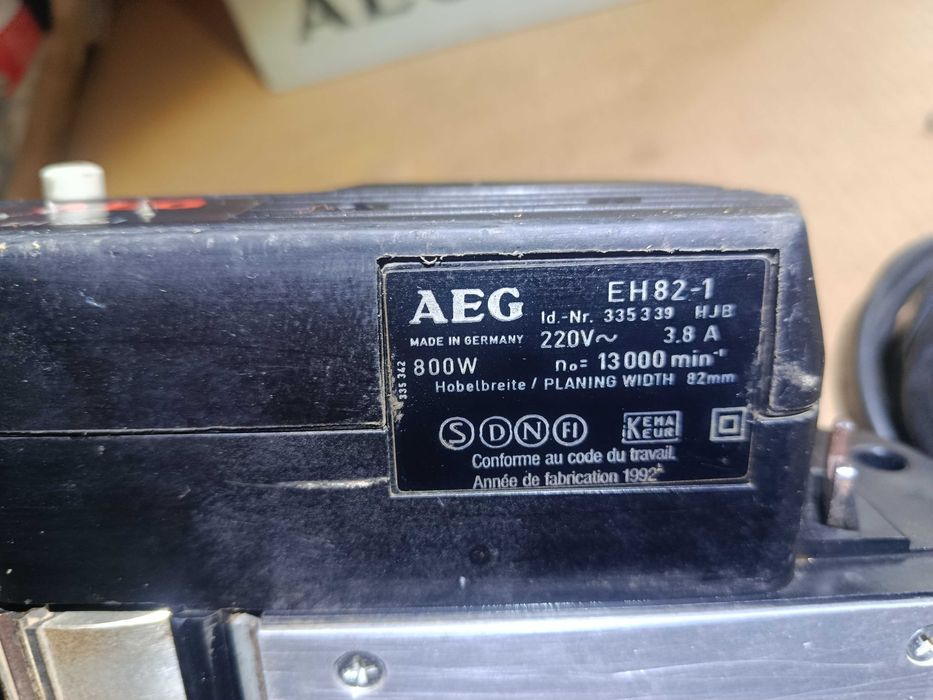 AEG
AEG
EH82-1
Id.-Nr. 335339 HJB
MADE IN GERMANY
220V~ 3.8 A
800W
n₀= 13000 min⁻¹
Hobelbreite / PLANING WIDTH 82mm
335 342
S D N FI
KEMA
KEUR
Conforme au code du travail.
Année de fabrication 1992